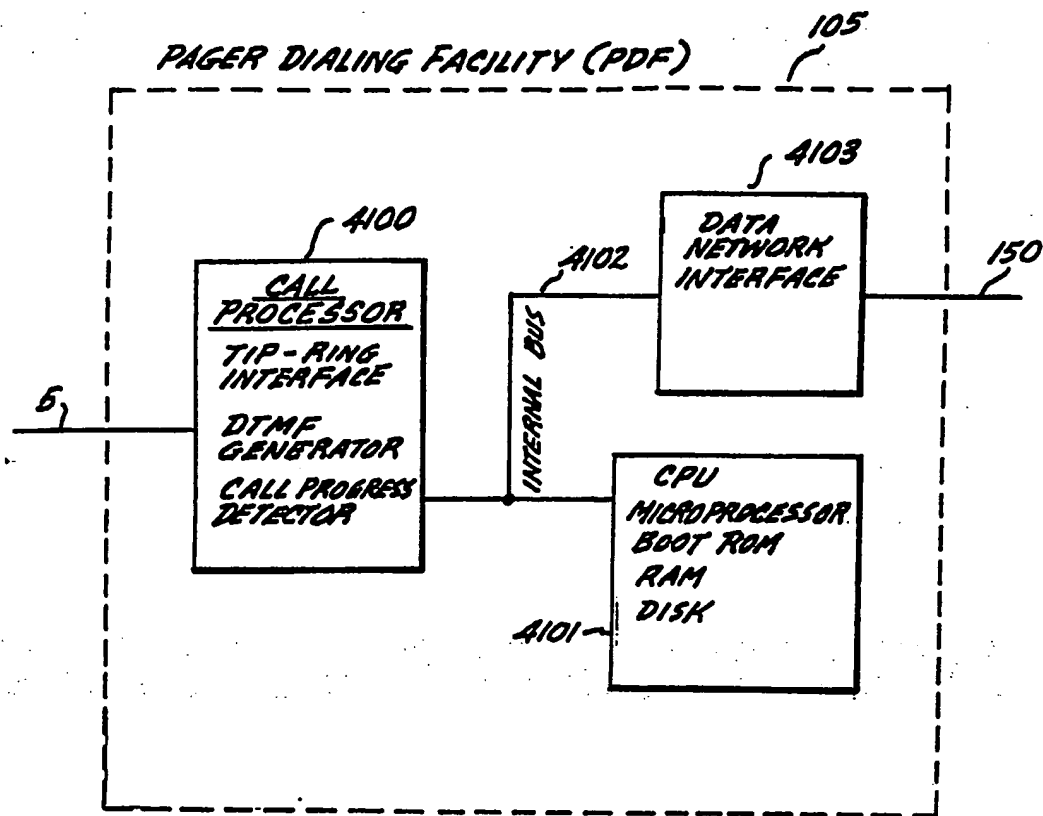 105
PAGER DIALING FACILITY (PDF)
4103
4100
DATA
NETWORK
INTERFACE
4102
150
CALL
PROCESSOR
TIP-RING
INTERFACE
DTMF
GENERATOR
CALL PROGRESS
DETECTOR
INTERNAL BUS
5
CPU
MICROPROCESSOR
BOOT ROM
RAM
DISK
4101